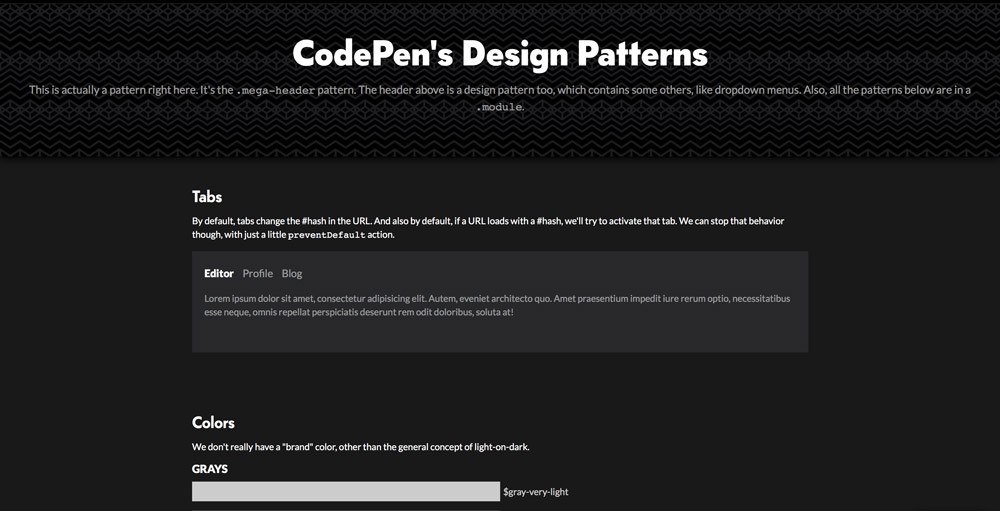 CodePen's Design Patterns
This is actually a pattern right here. It's the .mega-header pattern. The header above is a design pattern too, which contains some others, like dropdown menus. Also, all the patterns below are in a
.module.
Tabs
By default, tabs change the #hash in the URL. And also by default, if a URL loads with a #hash, we'll try to activate that tab. We can stop that behavior
though, with just a little preventDefault action.
Editor Profile Blog
Lorem ipsum dolor sit amet, consectetur adipisicing elit. Autem, eveniet architecto quo. Amet praesentium impedit iure rerum optio, necessitatibus
esse neque, omnis repellat perspiciatis deserunt rem odit doloribus, soluta at!
Colors
We don't really have a "brand" color, other than the general concept of light-on-dark.
GRAYS
$gray-very-light